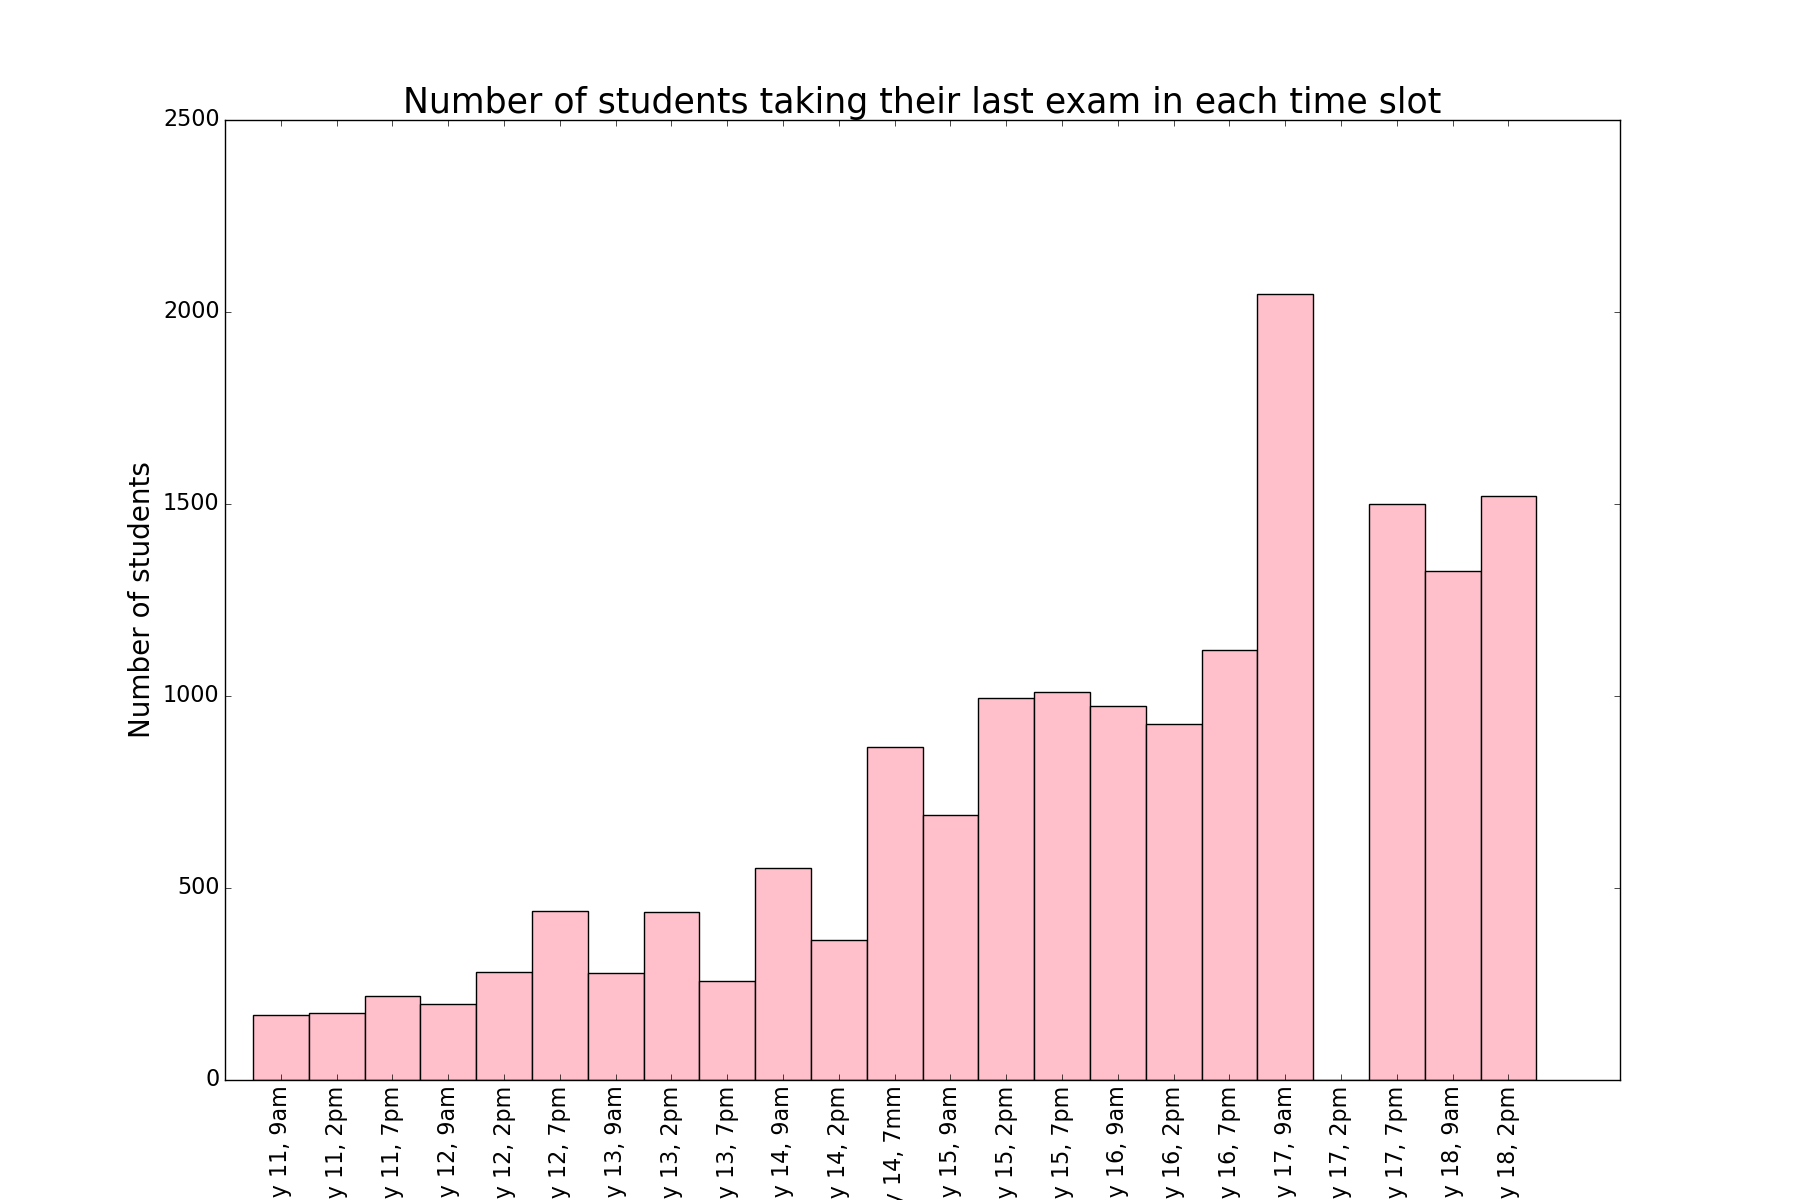 Number of students taking their last exam in each time slot
Number of students
2500
2000
1500
1000
500
0
y 11, 9am
y 11, 2pm
y 11, 7pm
y 12, 9am
y 12, 2pm
y 12, 7pm
y 13, 9am
y 13, 2pm
y 13, 7pm
y 14, 9am
y 14, 2pm
y 14, 7mm
y 15, 9am
y 15, 2pm
y 15, 7pm
y 16, 9am
y 16, 2pm
y 16, 7pm
y 17, 9am
y 17, 2pm
y 17, 7pm
y 18, 9am
y 18, 2pm